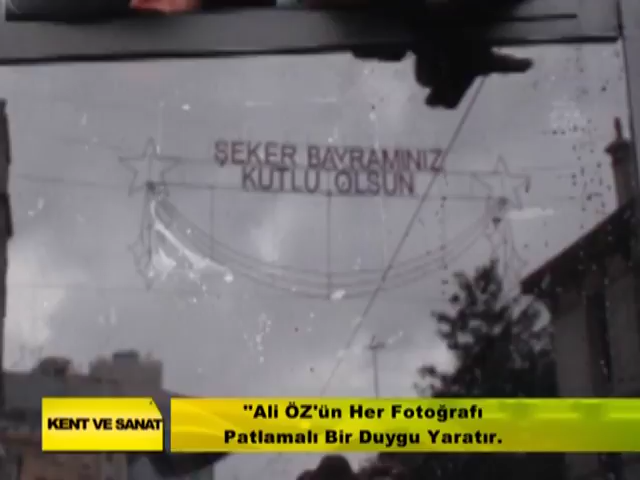 ŞEKER BAYRAMINIZ
KUTLU OLSUN
KENT VE SANAT
"Ali ÖZ'ün Her Fotoğrafı
Patlamalı Bir Duygu Yaratır.